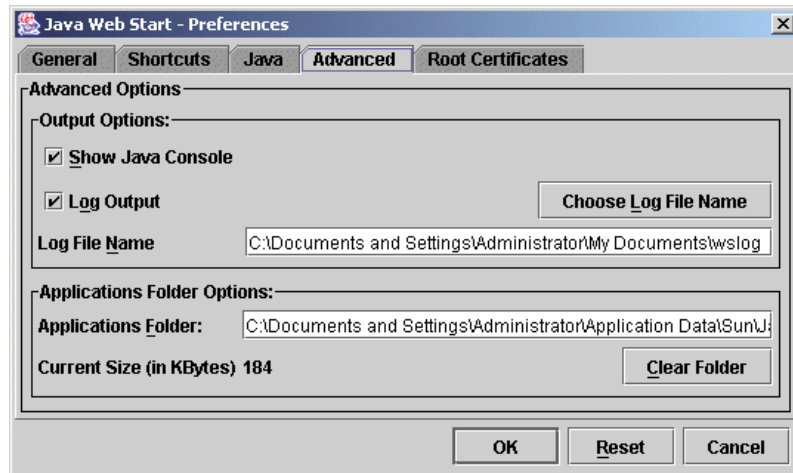 Java Web Start - Preferences
General Shortcuts Java Advanced Root Certificates
Advanced Options
Output Options:
Show Java Console
Log Output Choose Log File Name
Log File Name C:\Documents and Settings\Administrator\My Documents\wslog
Applications Folder Options:
Applications Folder: C:\Documents and Settings\Administrator\Application Data\Sun\Ja
Current Size (in KBytes) 184 Clear Folder
OK Reset Cancel